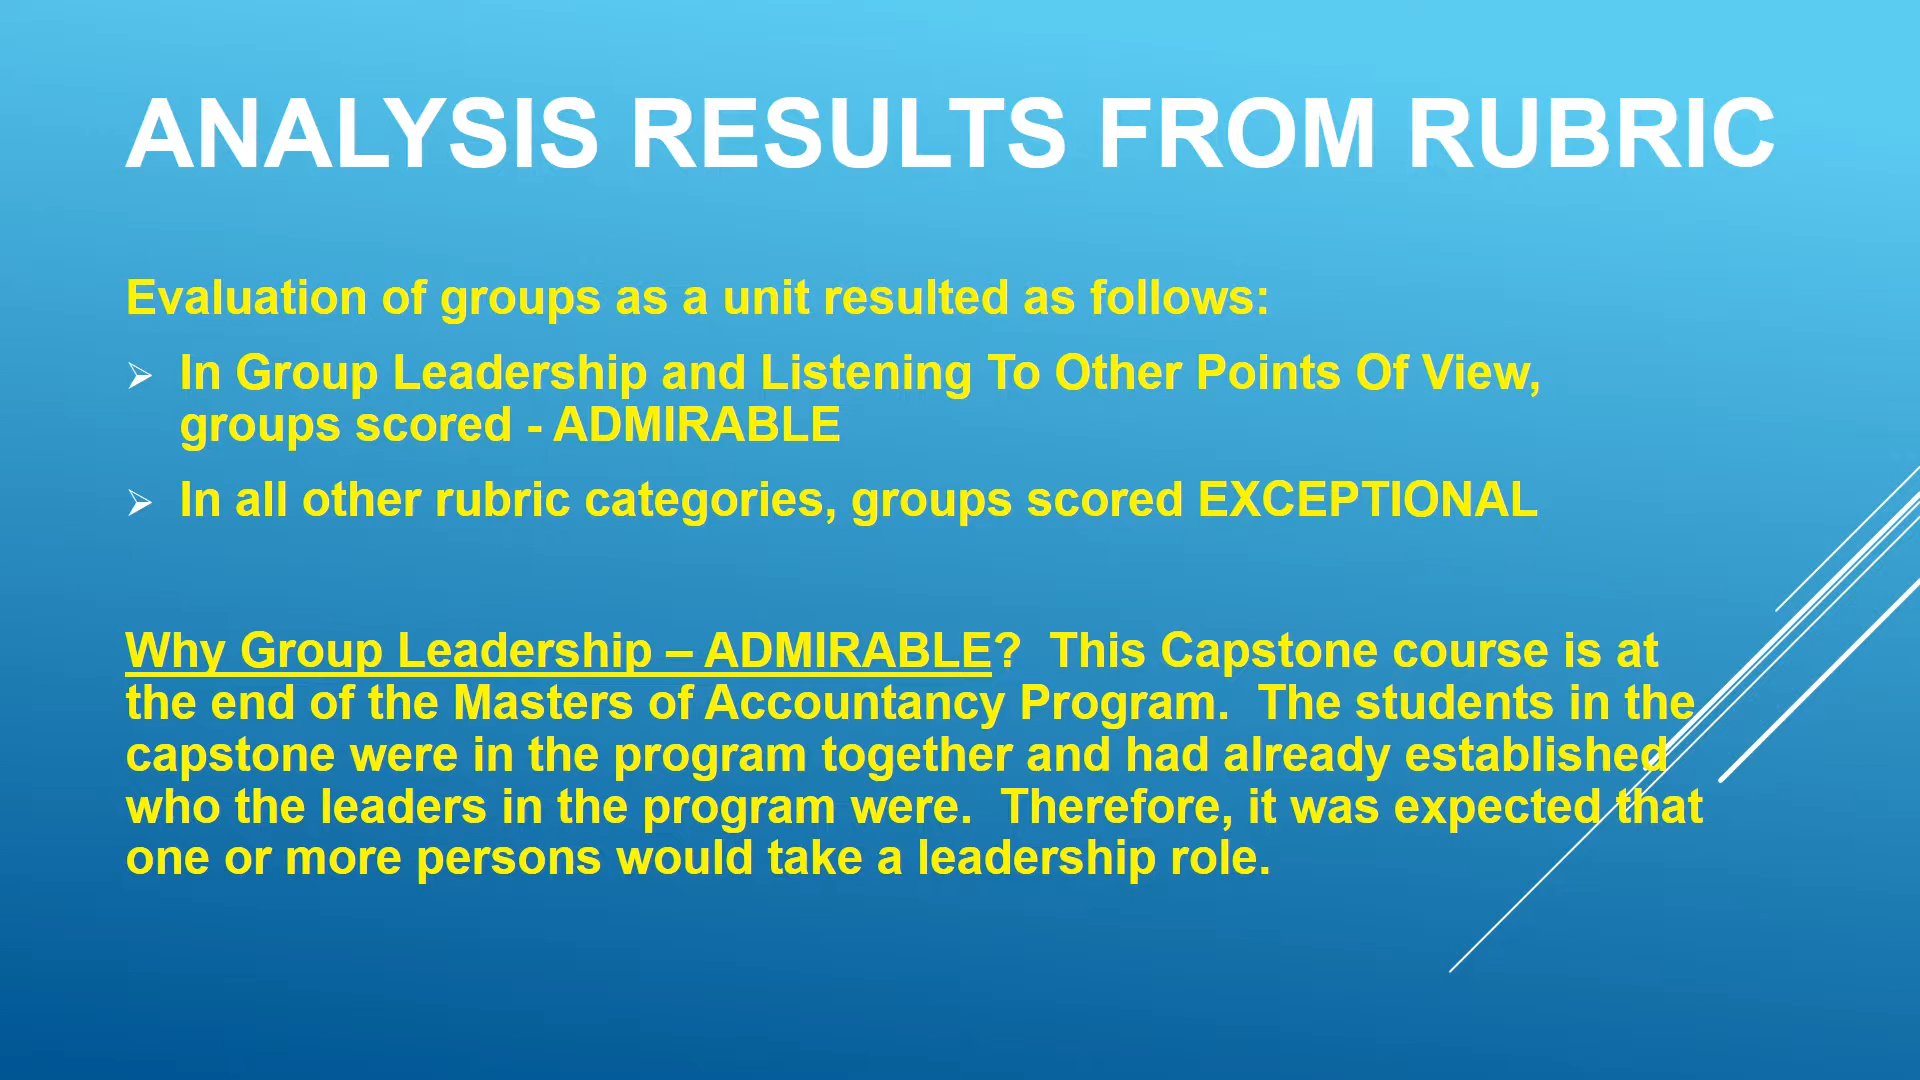 ANALYSIS RESULTS FROM RUBRIC
Evaluation of groups as a unit resulted as follows:
In Group Leadership and Listening To Other Points Of View,
groups scored - ADMIRABLE
In all other rubric categories, groups scored EXCEPTIONAL
Why Group Leadership – ADMIRABLE?  This Capstone course is at
the end of the Masters of Accountancy Program.  The students in the
capstone were in the program together and had already established
who the leaders in the program were.  Therefore, it was expected that
one or more persons would take a leadership role.